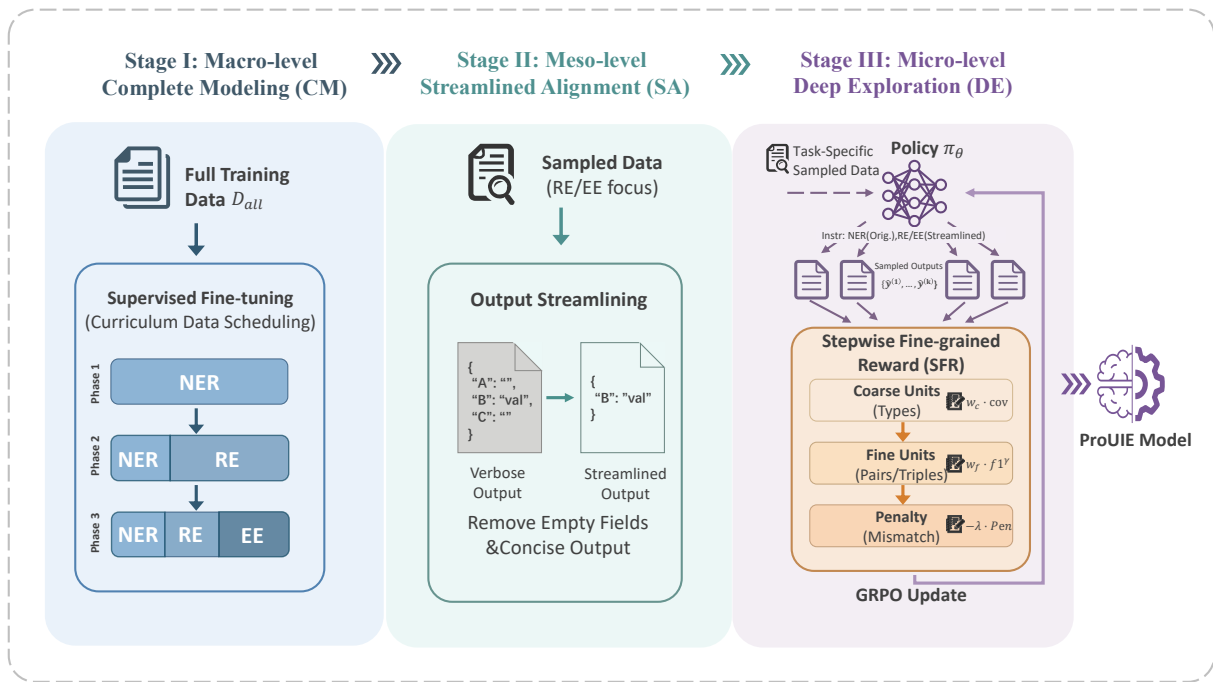 Stage I: Macro-level
Complete Modeling (CM)
Stage II: Meso-level
Streamlined Alignment (SA)
Stage III: Micro-level
Deep Exploration (DE)
Full Training
Data D_all
Supervised Fine-tuning
(Curriculum Data Scheduling)
Phase 1
NER
Phase 2
NER
RE
Phase 3
NER
RE
EE
Sampled Data
(RE/EE focus)
Output Streamlining
{
"A": "",
"B": "val",
"C": ""
}
{
"B": "val"
}
Verbose
Output
Streamlined
Output
Remove Empty Fields
&Concise Output
Task-Specific
Sampled Data
Policy π_θ
Instr: NER(Orig.),RE/EE(Streamlined)
Sampled Outputs
{ŷ^(1), ..., ŷ^(k)}
Stepwise Fine-grained
Reward (SFR)
Coarse Units
(Types)
w_c · cov
Fine Units
(Pairs/Triples)
w_f · f1^γ
Penalty
(Mismatch)
−λ · Pen
GRPO Update
ProUIE Model